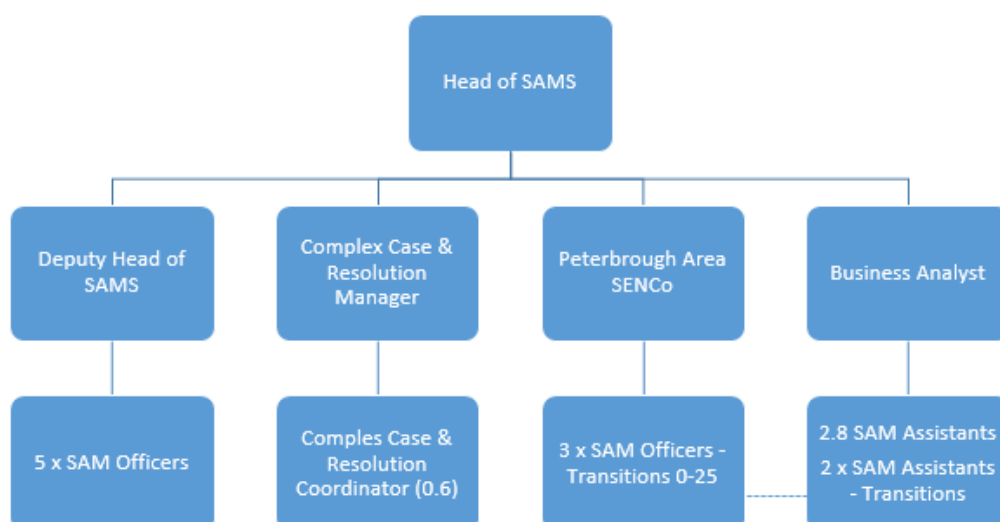 Head of SAMS
Deputy Head of
SAMS
Complex Case &
Resolution
Manager
Peterbrough Area
SENCo
Business Analyst
5 x SAM Officers
Comples Case &
Resolution
Coordinator (0.6)
3 x SAM Officers -
Transitions 0-25
2.8 SAM Assistants
2 x SAM Assistants
- Transitions